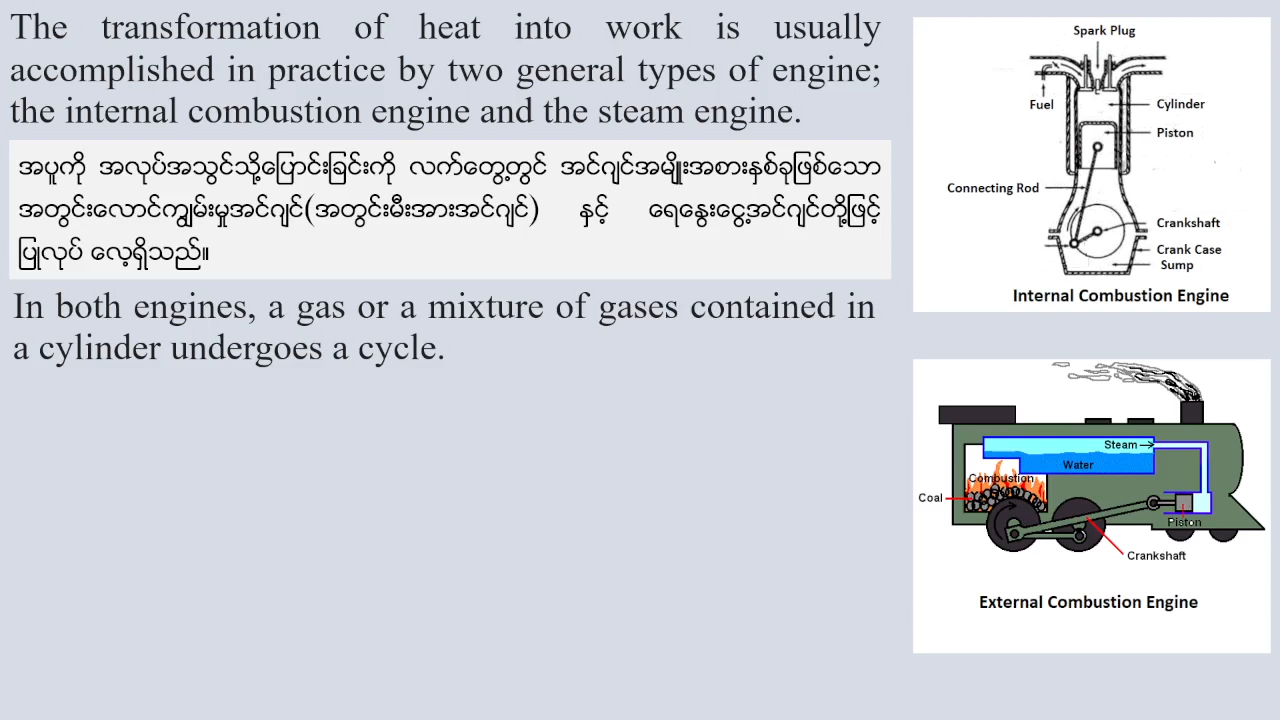 The transformation of heat into work is usually
accomplished in practice by two general types of engine;
the internal combustion engine and the steam engine.
အပူကို အလုပ်အသွင်သို့ပြောင်းခြင်းကို လက်တွေ့တွင် အင်ဂျင်အမျိုးအစားနှစ်ခုဖြစ်သော
အတွင်းလောင်ကျွမ်းမှုအင်ဂျင်(အတွင်းမီးအားအင်ဂျင်) နှင့် ရေနွေးငွေ့အင်ဂျင်တို့ဖြင့်
ပြုလုပ် လေ့ရှိသည်။
In both engines, a gas or a mixture of gases contained in
a cylinder undergoes a cycle.
Spark Plug
Fuel
Cylinder
Piston
Connecting Rod
Crankshaft
Crank Case
Sump
Internal Combustion Engine
Steam
Water
Combustion
Coal
Piston
Crankshaft
External Combustion Engine